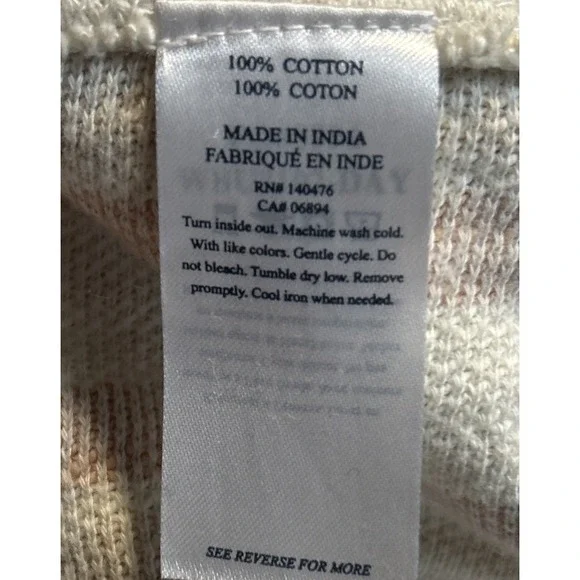 100% COTTON
100% COTON
MADE IN INDIA
FABRIQUÉ EN INDE
RN# 140476
CA# 06894
Turn inside out. Machine wash cold.
With like colors. Gentle cycle. Do
not bleach. Tumble dry low. Remove
promptly. Cool iron when needed.
SEE REVERSE FOR MORE